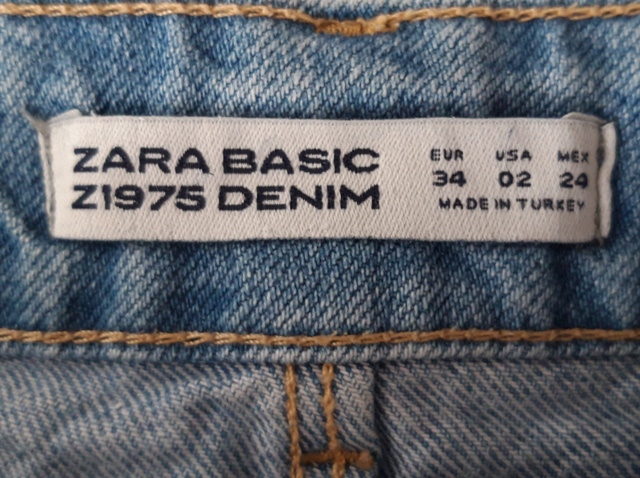 ZARA BASIC
Z1975 DENIM
EUR USA MEX
34 02 24
MADE IN TURKEY